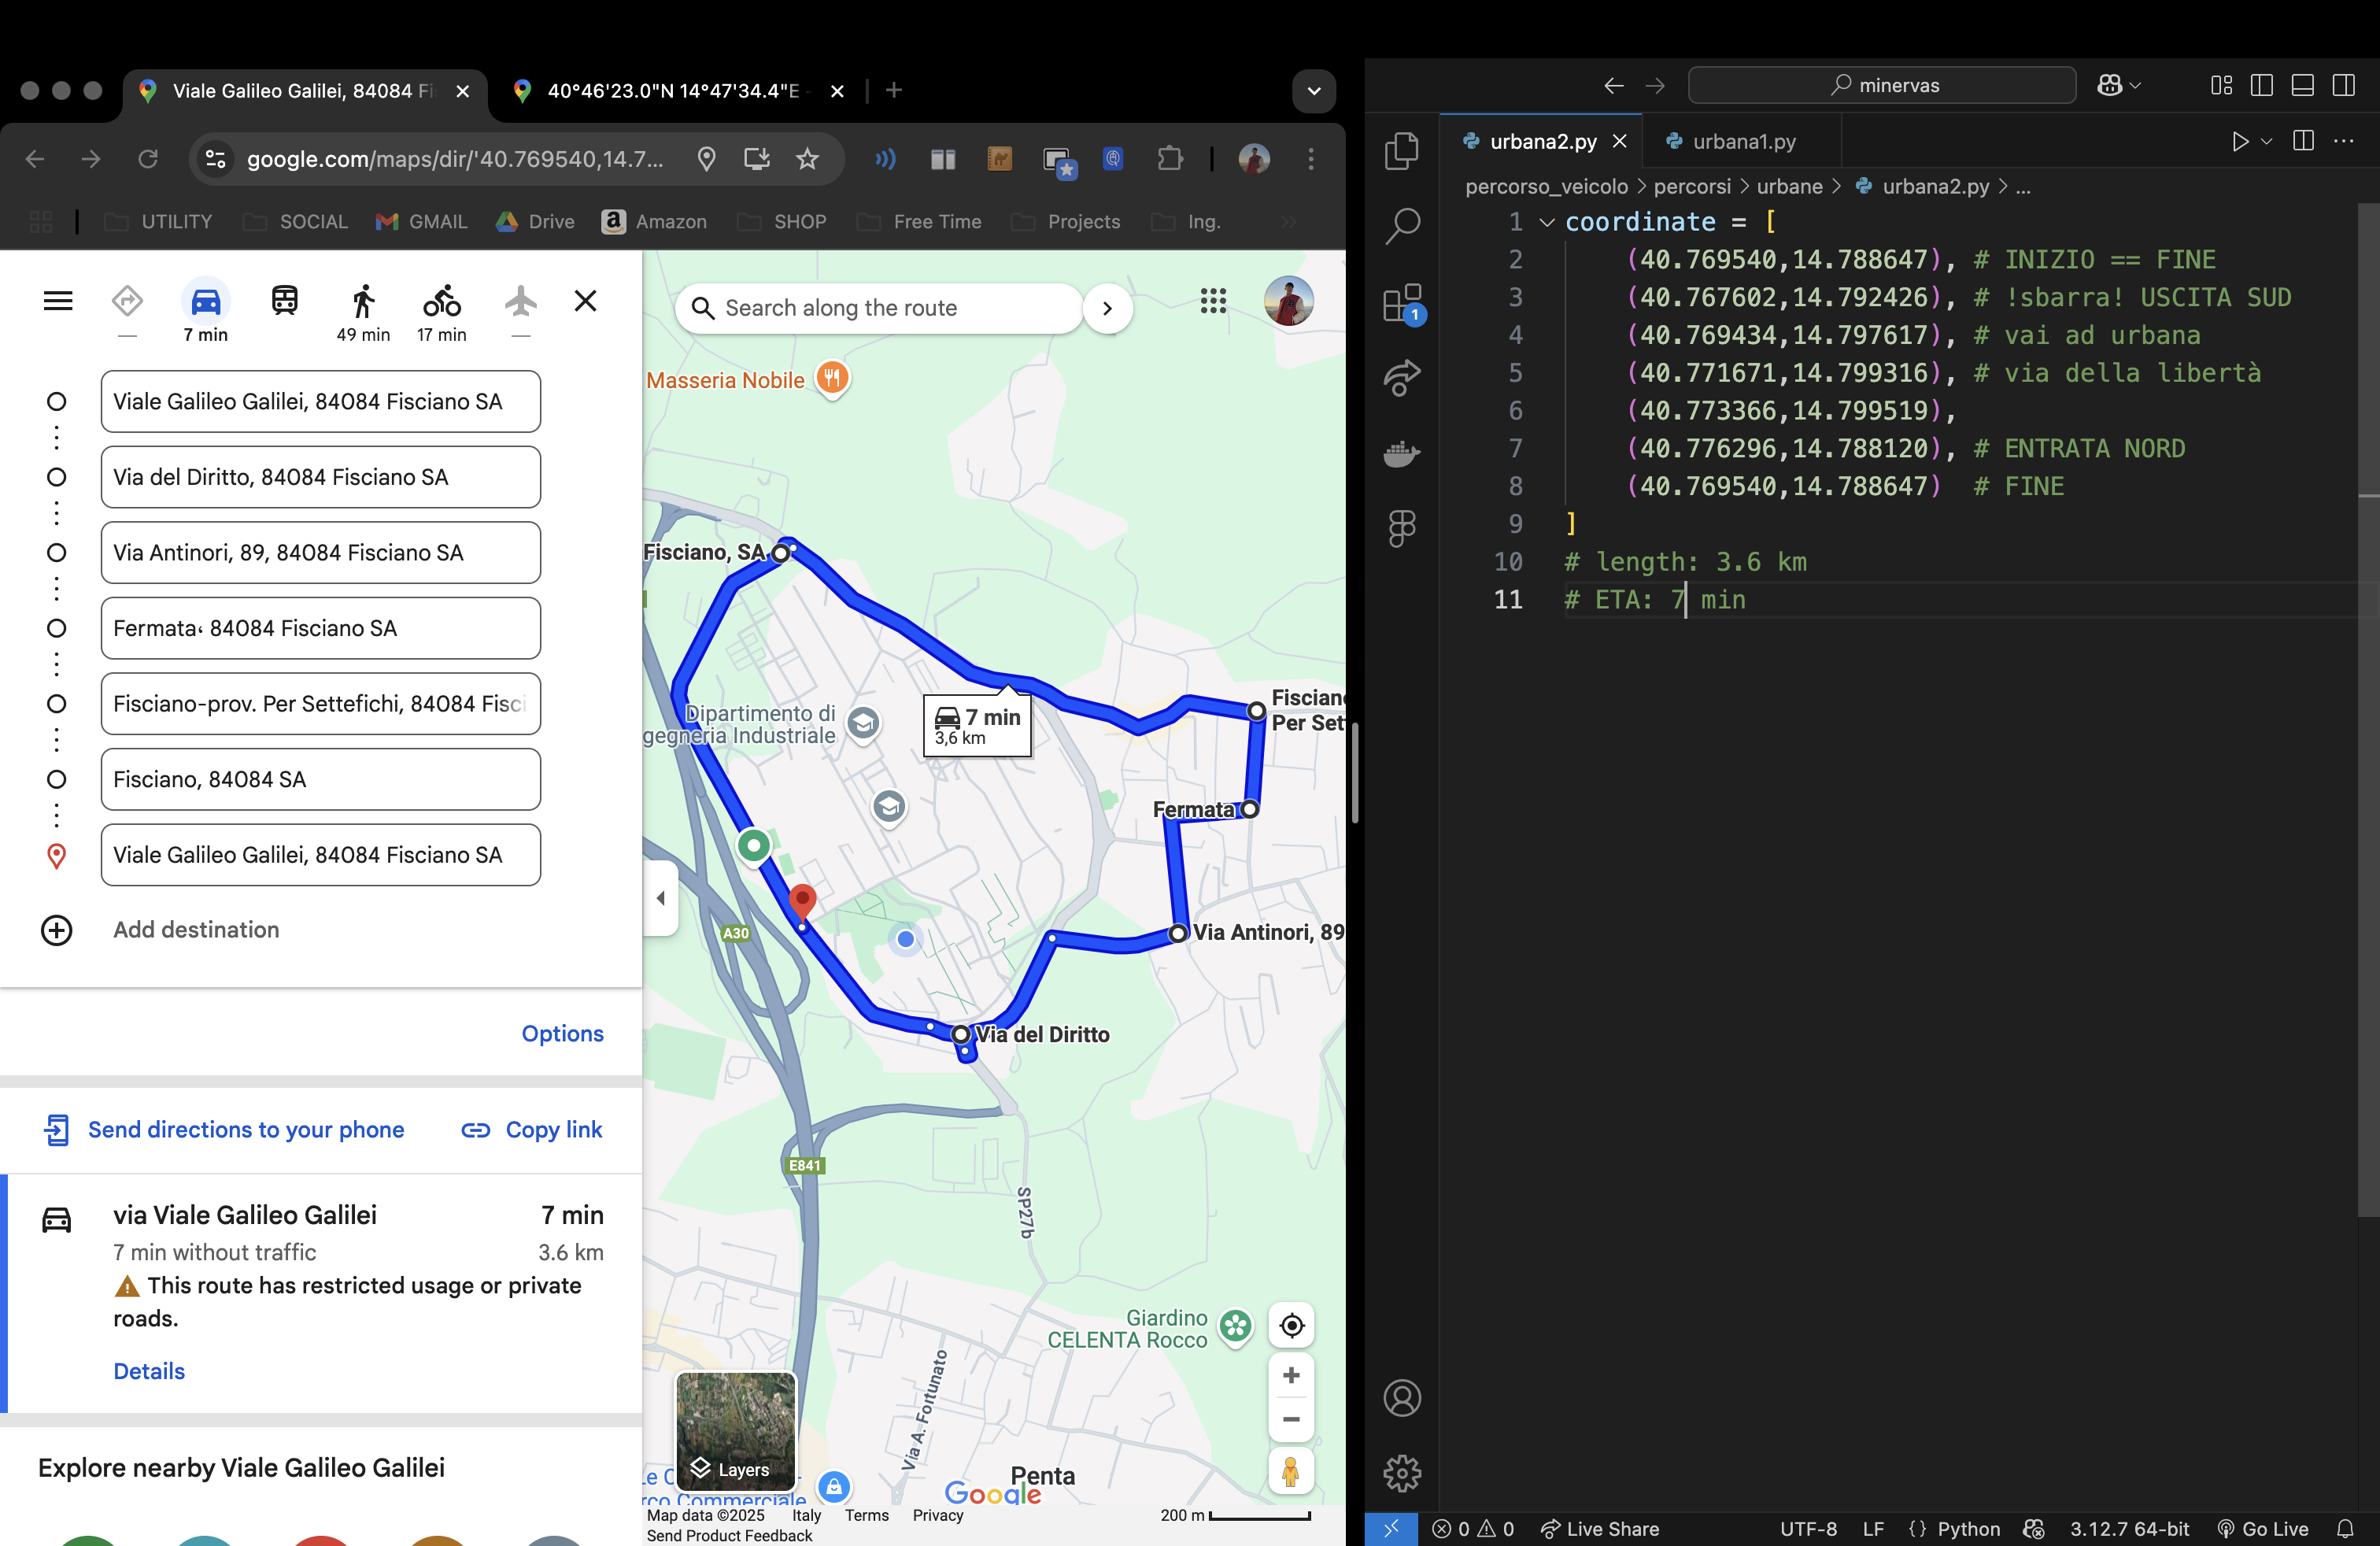 Viale Galileo Galilei, 84084 Fi
40°46'23.0"N 14°47'34.4"E
google.com/maps/dir/'40.769540,14.7...
UTILITY
SOCIAL
GMAIL
Drive
Amazon
SHOP
Free Time
Projects
Ing.
7 min
49 min
17 min
Viale Galileo Galilei, 84084 Fisciano SA
Via del Diritto, 84084 Fisciano SA
Via Antinori, 89, 84084 Fisciano SA
Fermata 84084 Fisciano SA
Fisciano-prov. Per Settefichi, 84084 Fisci
Fisciano, 84084 SA
Viale Galileo Galilei, 84084 Fisciano SA
Add destination
Options
Send directions to your phone
Copy link
via Viale Galileo Galilei
7 min
7 min without traffic
3.6 km
This route has restricted usage or private
roads.
Details
Explore nearby Viale Galileo Galilei
Search along the route
Masseria Nobile
Fisciano, SA
Dipartimento di
gegneria Industriale
7 min
3,6 km
Fisciano
Per Set
Fermata
Via Antinori, 89
A30
Via del Diritto
E841
SP27b
Giardino
CELENTA Rocco
Via A. Fortunato
Penta
Layers
Le C
rco Commerciale
Google
Map data ©2025
Italy
Terms
Privacy
200 m
Send Product Feedback
minervas
urbana2.py
urbana1.py
percorso_veicolo > percorsi > urbane > urbana2.py > ...
1 coordinate = [
2 (40.769540,14.788647), # INIZIO == FINE
3 (40.767602,14.792426), # !sbarra! USCITA SUD
4 (40.769434,14.797617), # vai ad urbana
5 (40.771671,14.799316), # via della libertà
6 (40.773366,14.799519),
7 (40.776296,14.788120), # ENTRATA NORD
8 (40.769540,14.788647) # FINE
9 ]
10 # length: 3.6 km
11 # ETA: 7 min
1
0
0
Live Share
UTF-8
LF
{} Python
3.12.7 64-bit
Go Live